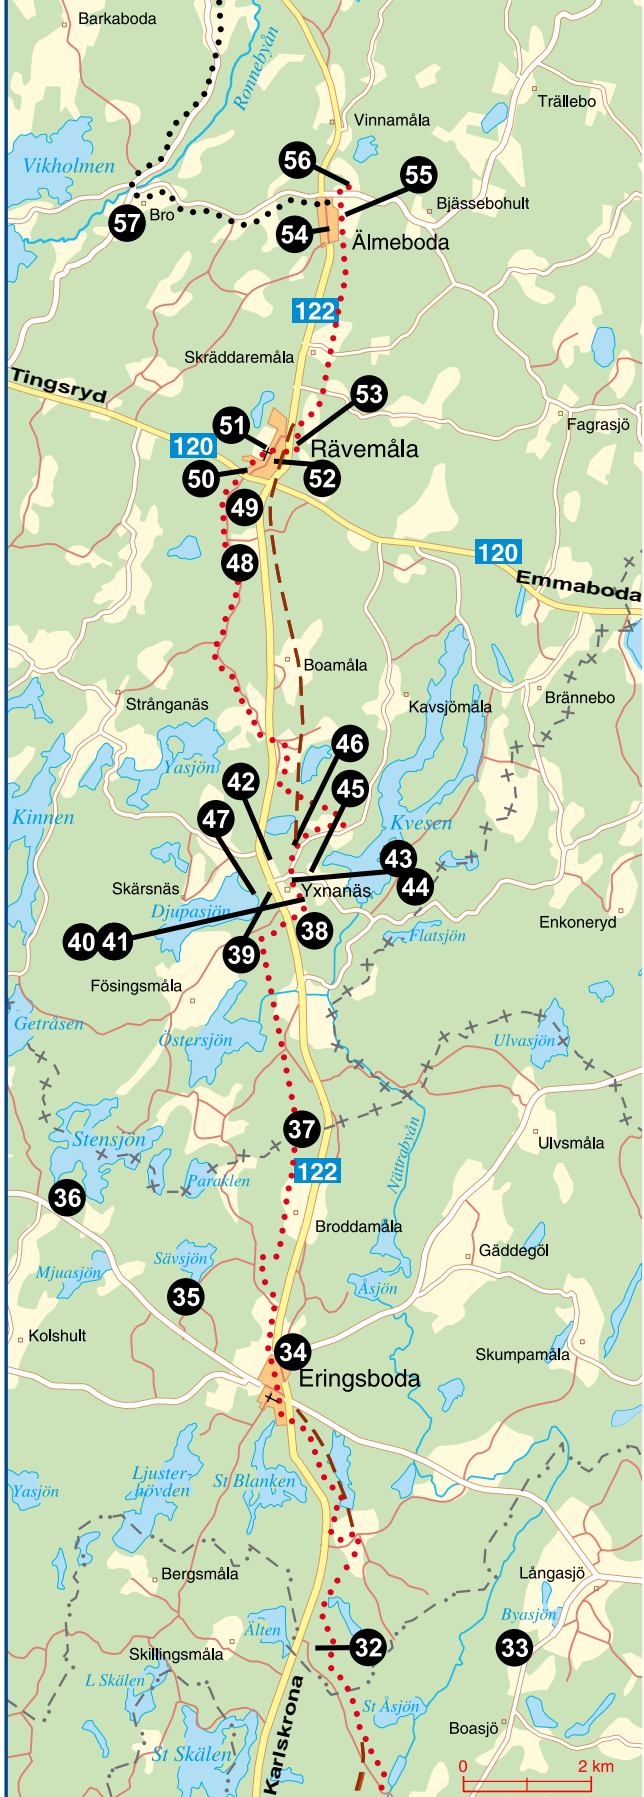 Barkaboda
Ronnebyån
Trällebo
Vinnamåla
Vikholmen
56
55
57
Bro
Bjässebohult
54
Älmeboda
122
Skräddaremåla
Tingsryd
53
51
Fagrasjö
120
Rävemåla
50
52
49
120
48
Emmaboda
Boamåla
Strånganäs
Kavsjömåla
Brännebo
46
Yasjön
42
45
47
Kinnen
Kvesen
43
Skärsnäs
44
Yxnanäs
Djupasjön
38
Enkoneryd
40
41
39
Flatsjön
Fösingsmåla
Getråsen
Östersjön
Ulvasjön
37
Stensjön
Nättrabyån
Ulvsmåla
122
Paraklen
36
Broddamåla
Gäddegöl
Sävsjön
Mjuasjön
Åsjön
35
Kolshult
34
Skumpamåla
Eringsboda
Ljuster-
hövden
St Blanken
Yasjön
Bergsmåla
Långasjö
Byasjön
Älten
32
33
Skillingsmåla
L Skälen
St Åsjön
Boasjö
Karlskrona
St Skälen
0
2 km